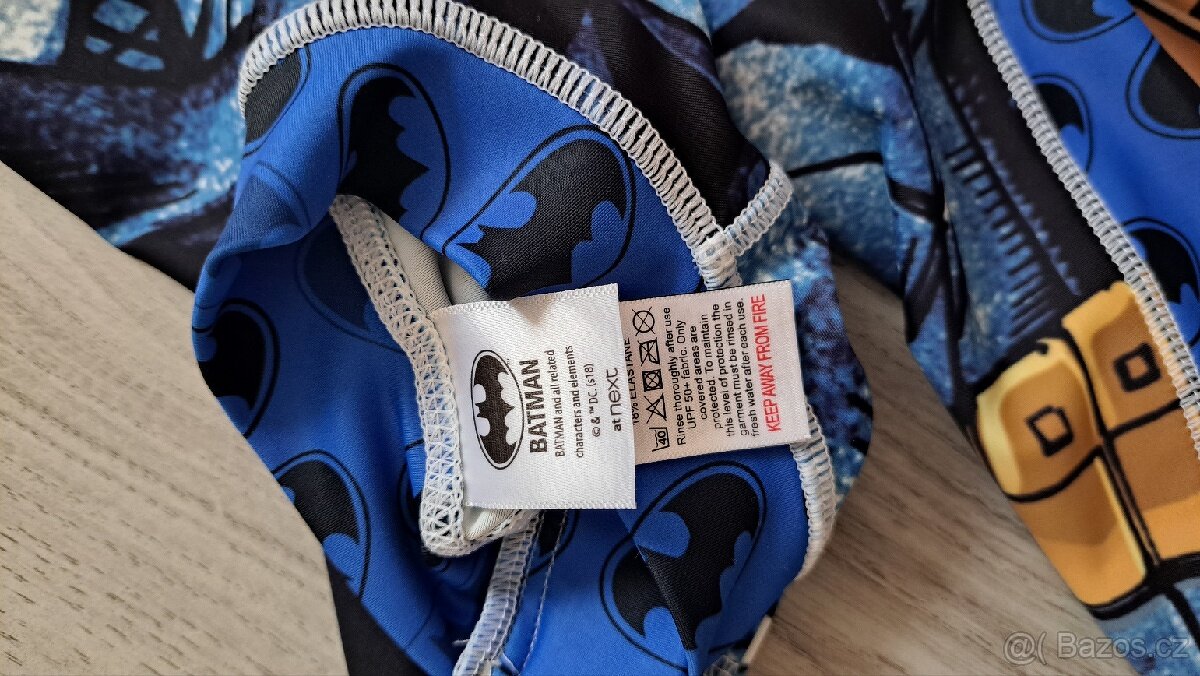 BATMAN
BATMAN and all related
characters and elements
© & ™ DC. (s18)
at next
ELASTANE
40
Rinse thoroughly after use
UPF 50+ fabric. Only
covered areas are
protected. To maintain
this level of protection the
garment must be rinsed in
fresh water after each use.
KEEP AWAY FROM FIRE
@( Bazos.cz